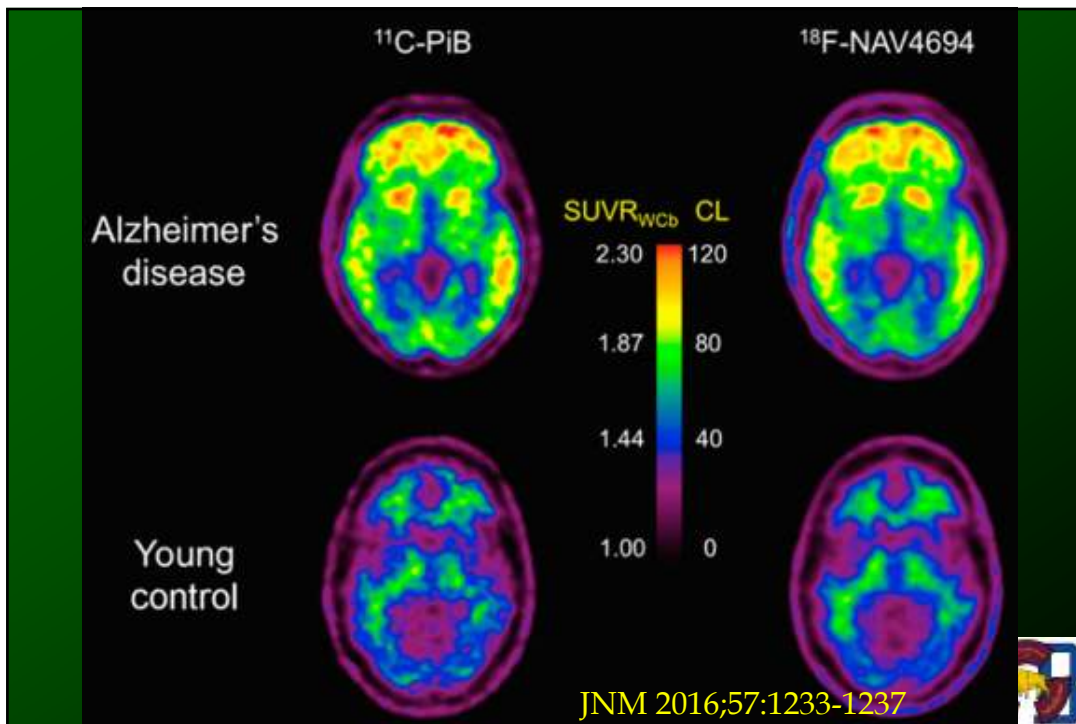 ¹¹C-PiB
¹⁸F-NAV4694
Alzheimer's
disease
SUVR_WCb CL
2.30 120
1.87 80
1.44 40
1.00 0
Young
control
JNM 2016;57:1233-1237